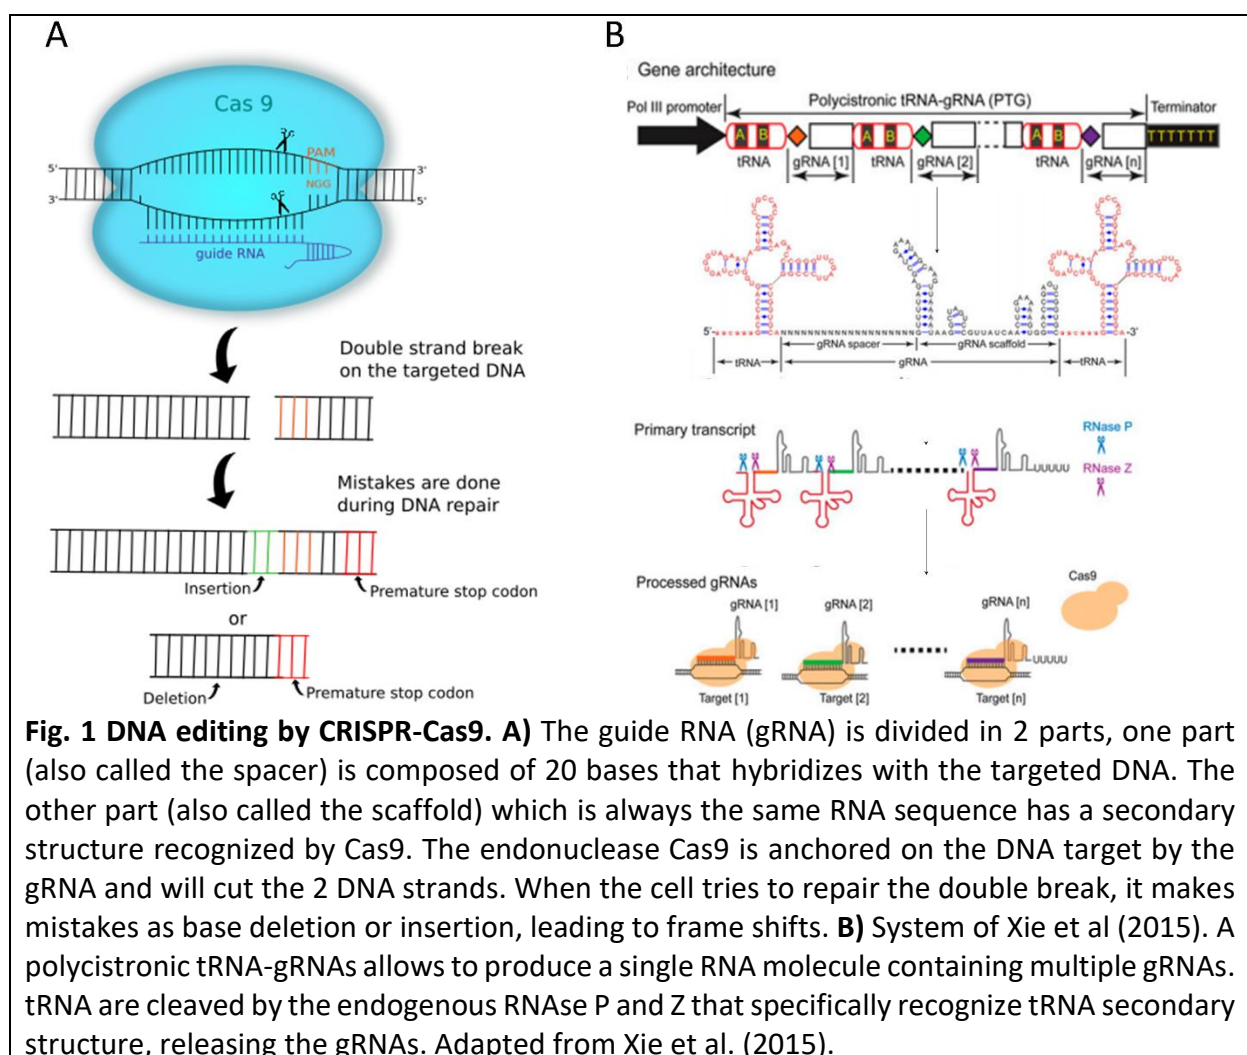 A
Cas 9
PAM
5'
3'
NGG
3'
5'
guide RNA
Double strand break
on the targeted DNA
Mistakes are done
during DNA repair
Insertion
Premature stop codon
or
Deletion
Premature stop codon
B
Gene architecture
Pol III promoter
Polycistronic tRNA-gRNA (PTG)
Terminator
A B
A B
A B
TTTTTTT
tRNA
gRNA [1]
tRNA
gRNA [2]
tRNA
gRNA [n]
5'-
NNNNNNNNNNNNNNNNNNNN
-3'
gRNA spacer
gRNA scaffold
tRNA
gRNA
tRNA
Primary transcript
RNase P
RNase Z
UUUUU
Processed gRNAs
Cas9
gRNA [1]
gRNA [2]
gRNA [n]
UUUUU
Target [1]
Target [2]
Target [n]
Fig. 1 DNA editing by CRISPR-Cas9. A) The guide RNA (gRNA) is divided in 2 parts, one part
(also called the spacer) is composed of 20 bases that hybridizes with the targeted DNA. The
other part (also called the scaffold) which is always the same RNA sequence has a secondary
structure recognized by Cas9. The endonuclease Cas9 is anchored on the DNA target by the
gRNA and will cut the 2 DNA strands. When the cell tries to repair the double break, it makes
mistakes as base deletion or insertion, leading to frame shifts. B) System of Xie et al (2015). A
polycistronic tRNA-gRNAs allows to produce a single RNA molecule containing multiple gRNAs.
tRNA are cleaved by the endogenous RNAse P and Z that specifically recognize tRNA secondary
structure, releasing the gRNAs. Adapted from Xie et al. (2015).